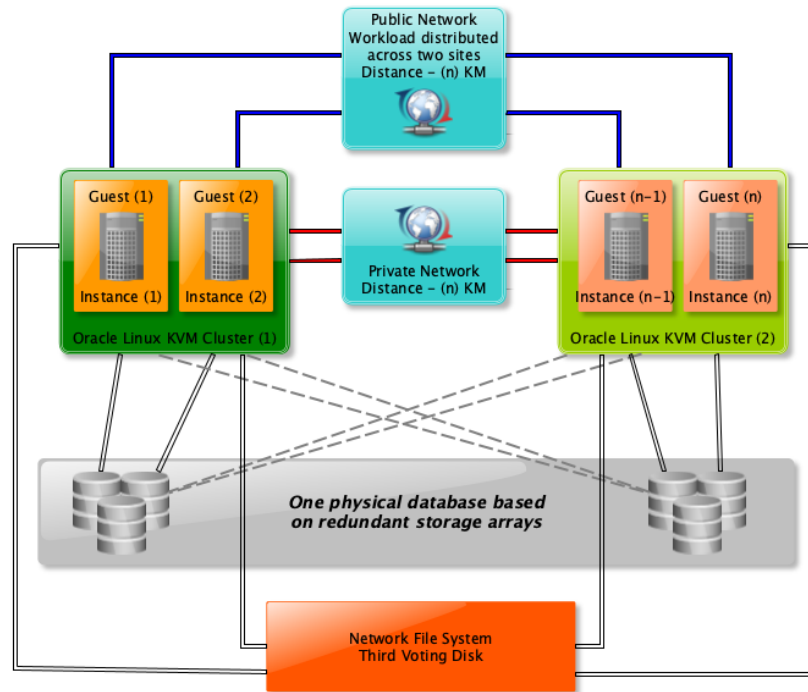 Public Network
Workload distributed
across two sites
Distance - (n) KM
Guest (1)
Guest (2)
Instance (1)
Instance (2)
Oracle Linux KVM Cluster (1)
Private Network
Distance - (n) KM
Guest (n-1)
Guest (n)
Instance (n-1)
Instance (n)
Oracle Linux KVM Cluster (2)
One physical database based
on redundant storage arrays
Network File System
Third Voting Disk